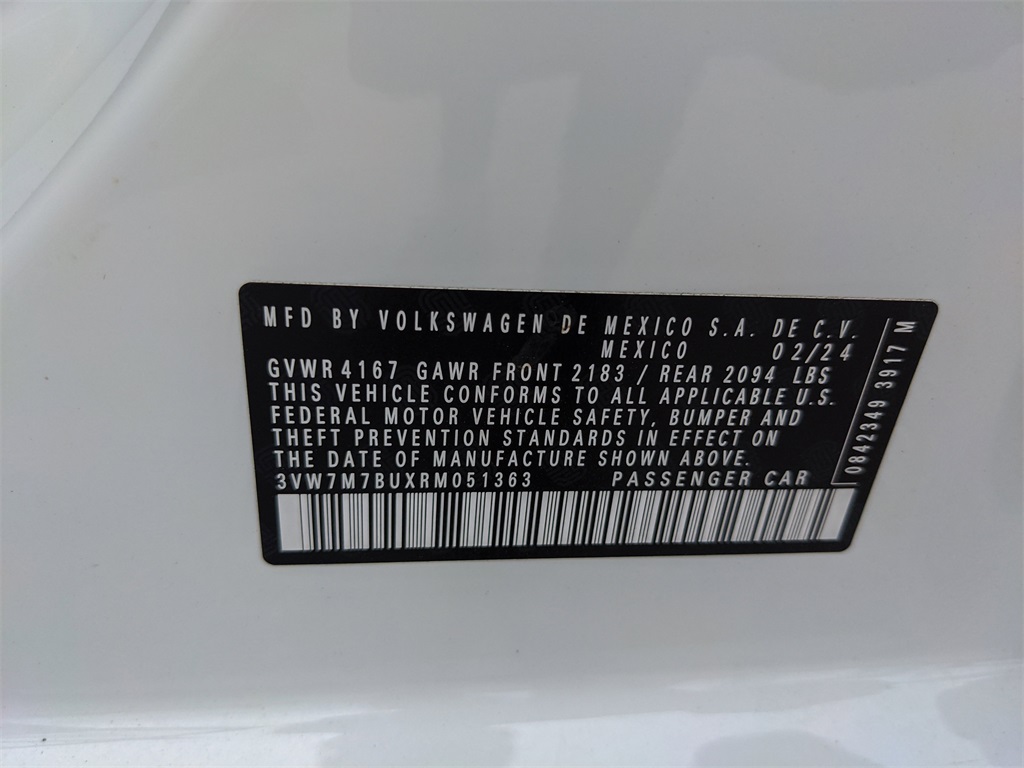 MFD BY VOLKSWAGEN DE MEXICO S.A. DE C.V.
MEXICO 02/24
GVWR 4167 GAWR FRONT 2183 / REAR 2094 LBS
THIS VEHICLE CONFORMS TO ALL APPLICABLE U.S.
FEDERAL MOTOR VEHICLE SAFETY, BUMPER AND
THEFT PREVENTION STANDARDS IN EFFECT ON
THE DATE OF MANUFACTURE SHOWN ABOVE.
3VW7M7BUXRM051363 PASSENGER CAR
0842349 3917 M